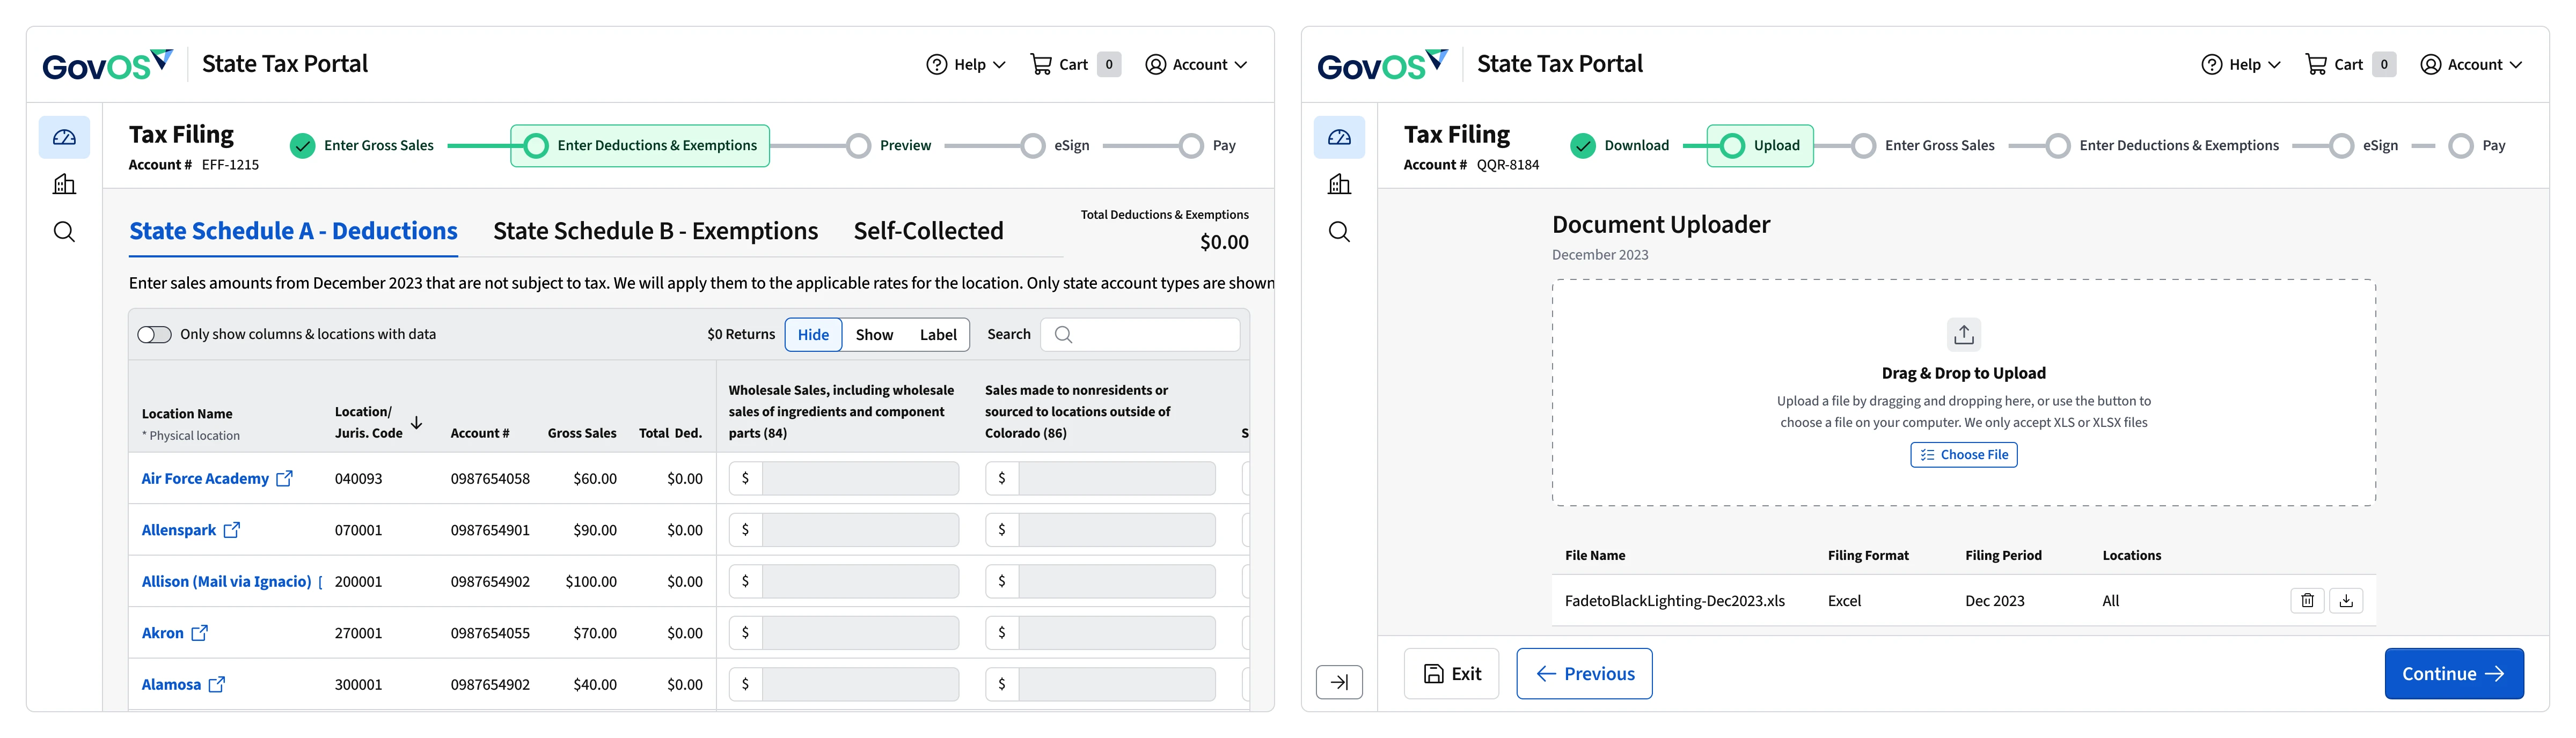 GovOS State Tax Portal
Help Cart 0 Account
Tax Filing
Account # EFF-1215
Enter Gross Sales Enter Deductions & Exemptions Preview eSign Pay
State Schedule A - Deductions State Schedule B - Exemptions Self-Collected
Total Deductions & Exemptions
$0.00
Enter sales amounts from December 2023 that are not subject to tax. We will apply them to the applicable rates for the location. Only state account types are shown
Only show columns & locations with data $0 Returns Hide Show Label Search
Location Name
* Physical location
Location/
Juris. Code
Account #
Gross Sales
Total Ded.
Wholesale Sales, including wholesale
sales of ingredients and component
parts (84)
Sales made to nonresidents or
sourced to locations outside of
Colorado (86)
S
Air Force Academy 040093 0987654058 $60.00 $0.00 $ $
Allenspark 070001 0987654901 $90.00 $0.00 $ $
Allison (Mail via Ignacio) 200001 0987654902 $100.00 $0.00 $ $
Akron 270001 0987654055 $70.00 $0.00 $ $
Alamosa 300001 0987654902 $40.00 $0.00 $ $
GovOS State Tax Portal
Help Cart 0 Account
Tax Filing
Account # QQR-8184
Download Upload Enter Gross Sales Enter Deductions & Exemptions eSign Pay
Document Uploader
December 2023
Drag & Drop to Upload
Upload a file by dragging and dropping here, or use the button to
choose a file on your computer. We only accept XLS or XLSX files
Choose File
File Name Filing Format Filing Period Locations
FadetoBlackLighting-Dec2023.xls Excel Dec 2023 All
Exit Previous Continue